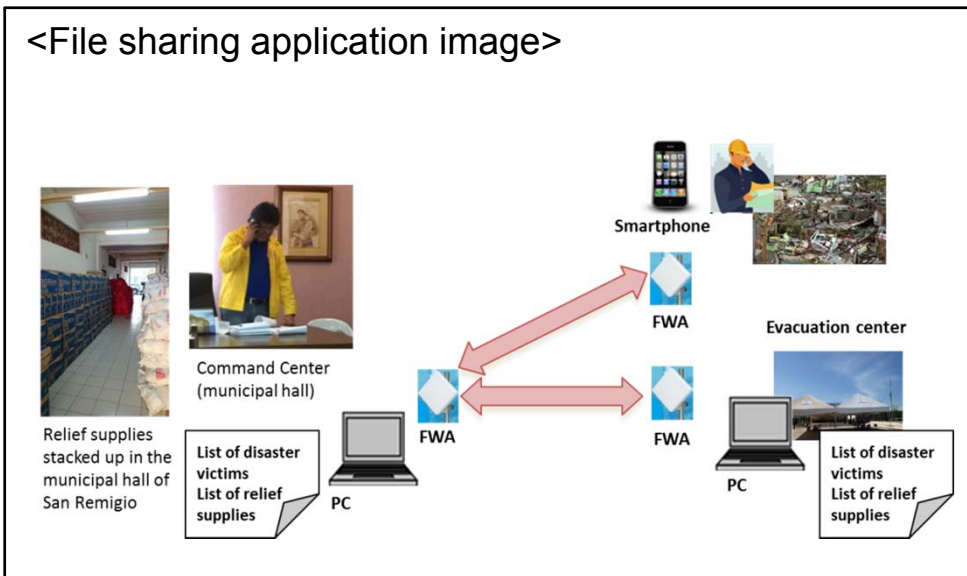 <File sharing application image>
Smartphone
FWA
Evacuation center
Command Center
(municipal hall)
FWA
FWA
Relief supplies
stacked up in the
municipal hall of
San Remigio
List of disaster
victims
List of relief
supplies
PC
PC
List of disaster
victims
List of relief
supplies